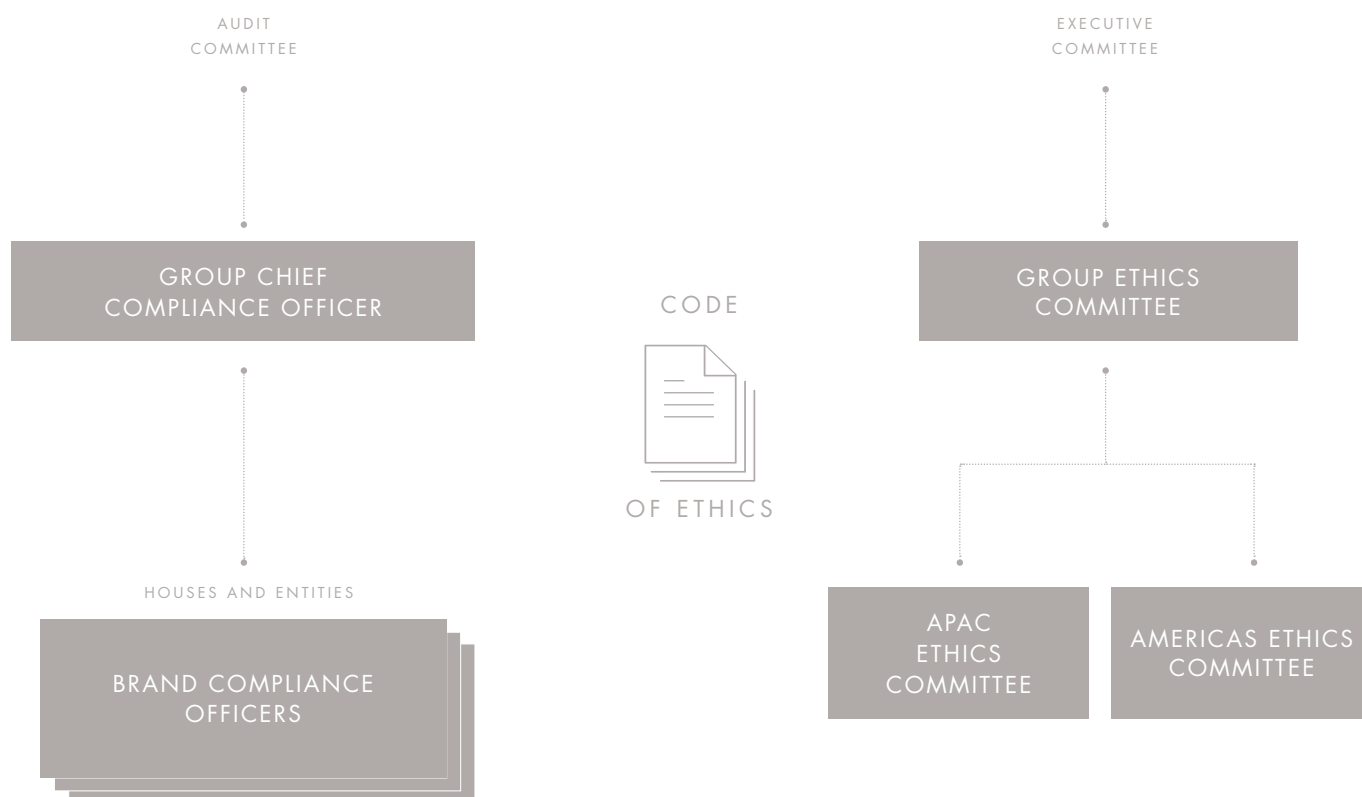 AUDIT
COMMITTEE
EXECUTIVE
COMMITTEE
GROUP CHIEF
COMPLIANCE OFFICER
CODE
OF ETHICS
GROUP ETHICS
COMMITTEE
HOUSES AND ENTITIES
BRAND COMPLIANCE
OFFICERS
APAC
ETHICS
COMMITTEE
AMERICAS ETHICS
COMMITTEE